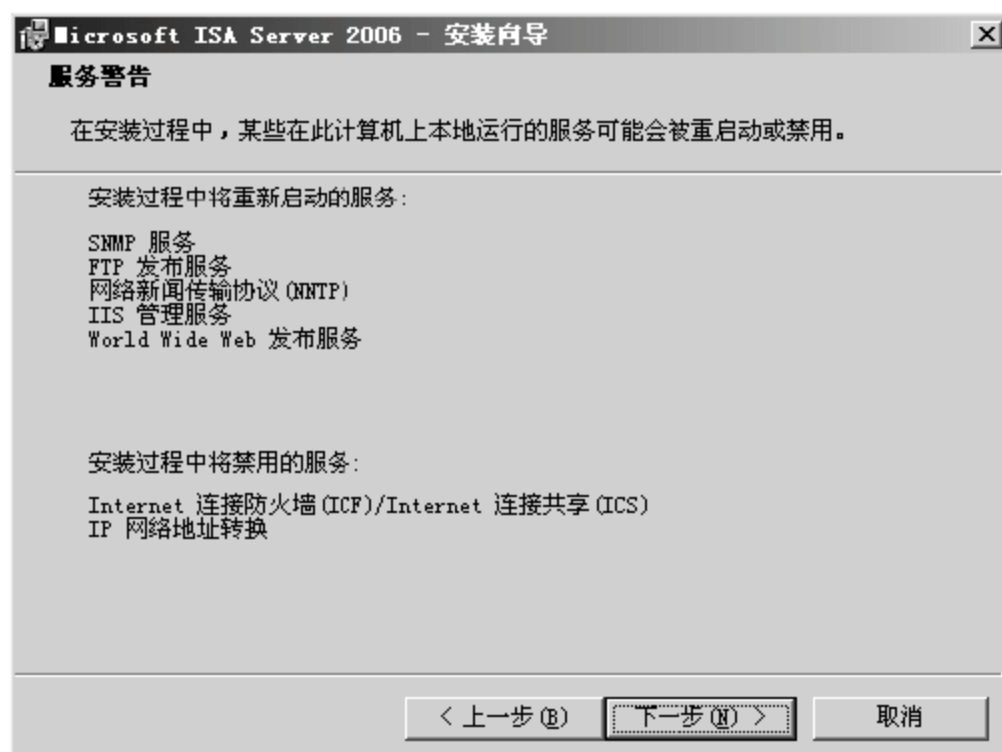 Microsoft ISA Server 2006 - 安装向导
服务警告
在安装过程中，某些在此计算机上本地运行的服务可能会被重启动或禁用。
安装过程中将重新启动的服务:
SNMP 服务
FTP 发布服务
网络新闻传输协议(NNTP)
IIS 管理服务
World Wide Web 发布服务
安装过程中将禁用的服务:
Internet 连接防火墙(ICF)/Internet 连接共享(ICS)
IP 网络地址转换
< 上一步(B) 下一步(N) > 取消